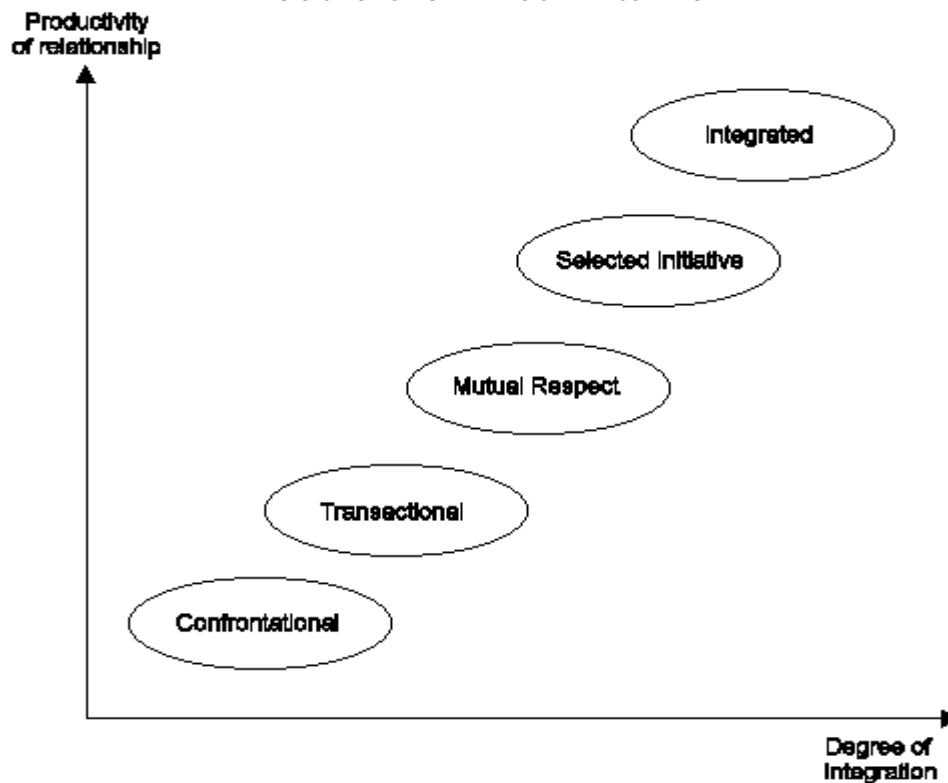 Productivity
of relationship
Integrated
Selected Initiative
Mutual Respect
Transactional
Confrontational
Degree of
Integration